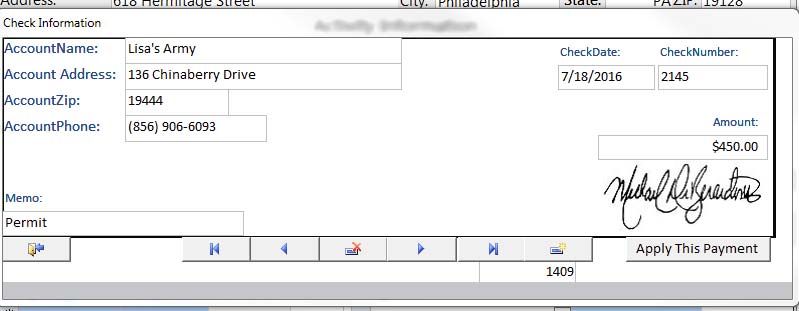 Address: 618 Hermitage Street City: Philadelphia State: PA ZIP: 19128
Check Information
Activity Information
AccountName: Lisa's Army
CheckDate: CheckNumber:
Account Address: 136 Chinaberry Drive
7/18/2016 2145
AccountZip: 19444
AccountPhone: (856) 906-6093
Amount:
$450.00
Memo:
Permit
Apply This Payment
1409